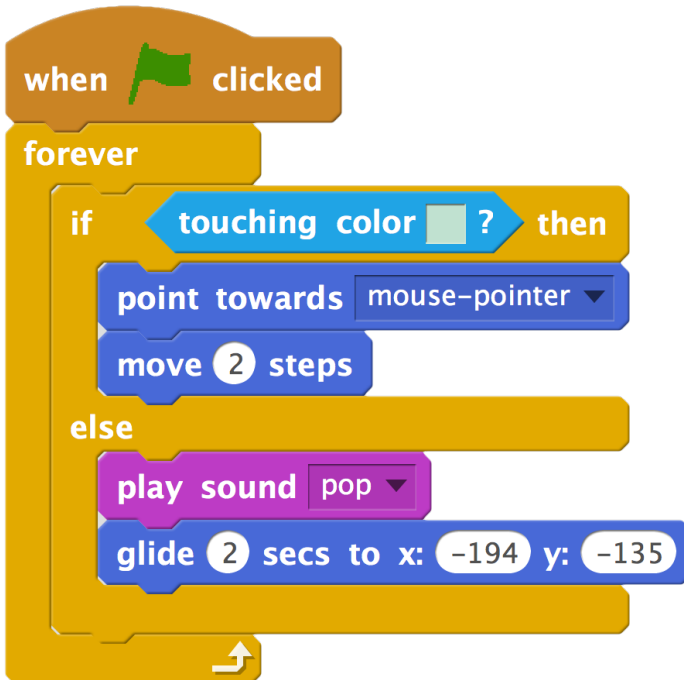 when clicked
forever
if touching color ? then
point towards mouse-pointer
move 2 steps
else
play sound pop
glide 2 secs to x: -194 y: -135